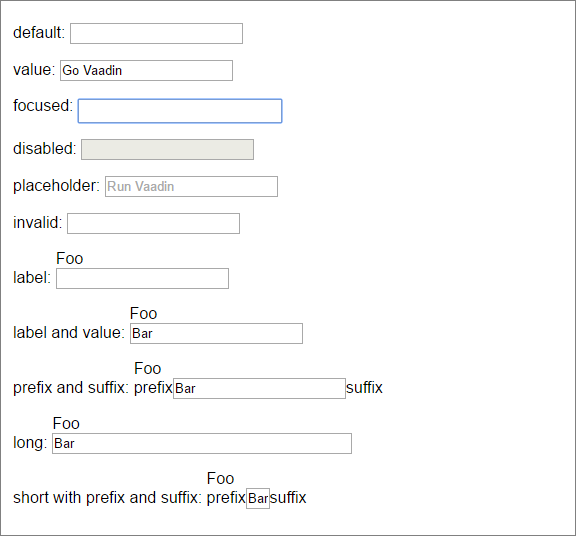 default:
value: Go Vaadin
focused:
disabled:
placeholder: Run Vaadin
invalid:
Foo
label:
Foo
label and value: Bar
Foo
prefix and suffix: prefix Bar suffix
Foo
long: Bar
Foo
short with prefix and suffix: prefix Bar suffix